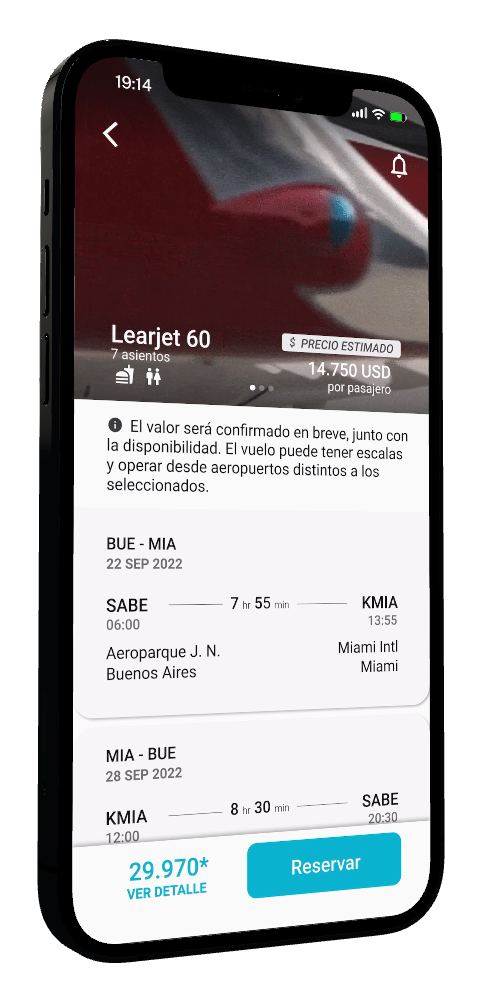 19:14
Learjet 60
7 asientos
$ PRECIO ESTIMADO
14.750 USD
por pasajero
El valor será confirmado en breve, junto con
la disponibilidad. El vuelo puede tener escalas
y operar desde aeropuertos distintos a los
seleccionados.
BUE - MIA
22 SEP 2022
SABE 7 hr 55 min KMIA
06:00 13:55
Aeroparque J. N. Miami Intl
Buenos Aires Miami
MIA - BUE
28 SEP 2022
KMIA 8 hr 30 min SABE
12:00 20:30
29.970*
VER DETALLE
Reservar